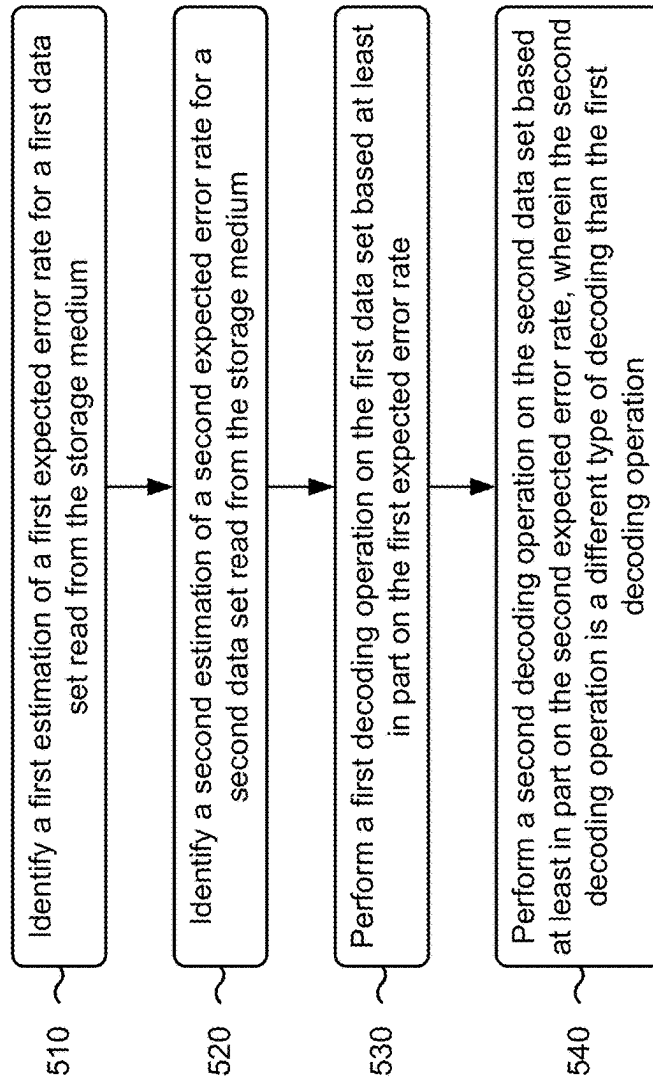 510
Identify a first estimation of a first expected error rate for a first data
set read from the storage medium
520
Identify a second estimation of a second expected error rate for a
second data set read from the storage medium
530
Perform a first decoding operation on the first data set based at least
in part on the first expected error rate
540
Perform a second decoding operation on the second data set based
at least in part on the second expected error rate, wherein the second
decoding operation is a different type of decoding than the first
decoding operation